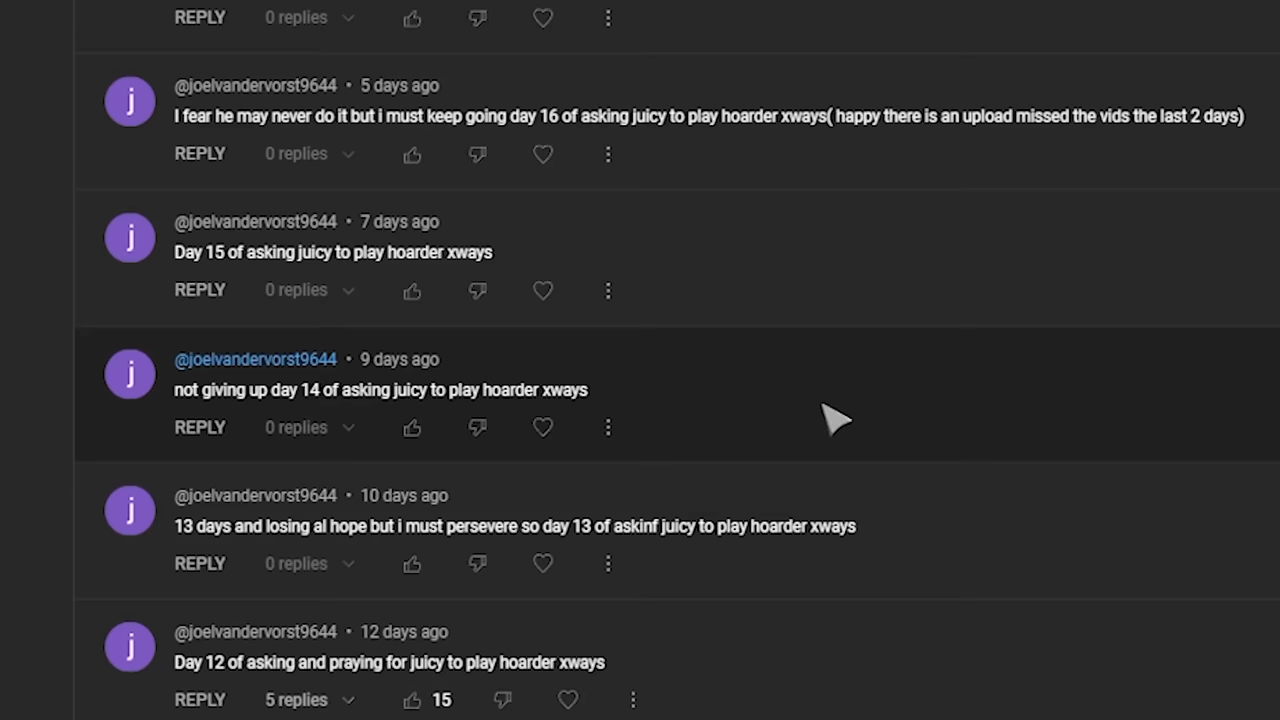 REPLY 0 replies
@joelvandervorst9644 • 5 days ago
j
I fear he may never do it but i must keep going day 16 of asking juicy to play hoarder xways( happy there is an upload missed the vids the last 2 days)
REPLY 0 replies
@joelvandervorst9644 • 7 days ago
j
Day 15 of asking juicy to play hoarder xways
REPLY 0 replies
@joelvandervorst9644 • 9 days ago
j
not giving up day 14 of asking juicy to play hoarder xways
REPLY 0 replies
@joelvandervorst9644 • 10 days ago
j
13 days and losing al hope but i must persevere so day 13 of askinf juicy to play hoarder xways
REPLY 0 replies
@joelvandervorst9644 • 12 days ago
j
Day 12 of asking and praying for juicy to play hoarder xways
REPLY 5 replies 15